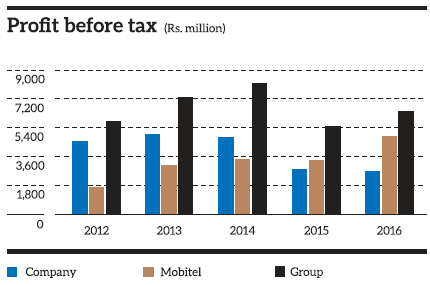 Profit before tax (Rs. million)
9,000
7,200
5,400
3,600
1,800
0
2012 2013 2014 2015 2016
Company Mobitel Group